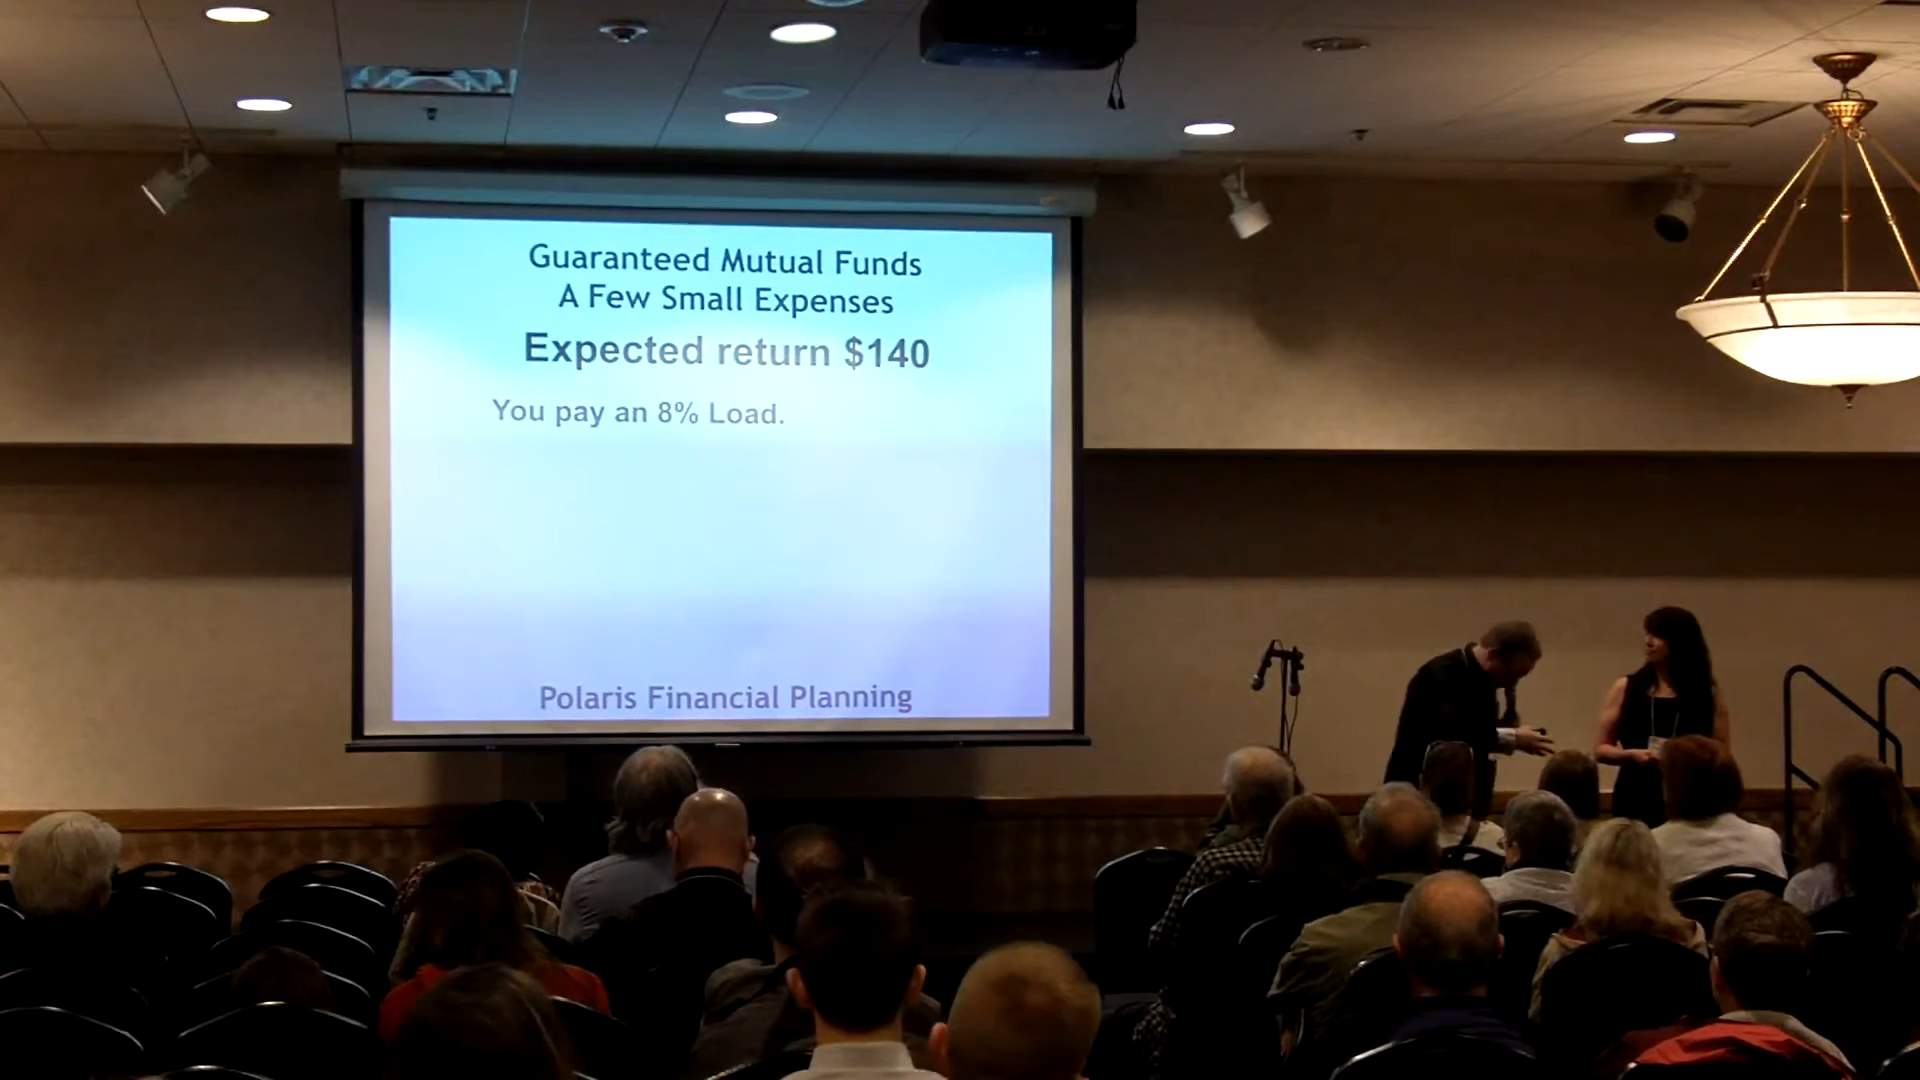 Guaranteed Mutual Funds
A Few Small Expenses
Expected return $140
You pay an 8% Load.
Polaris Financial Planning